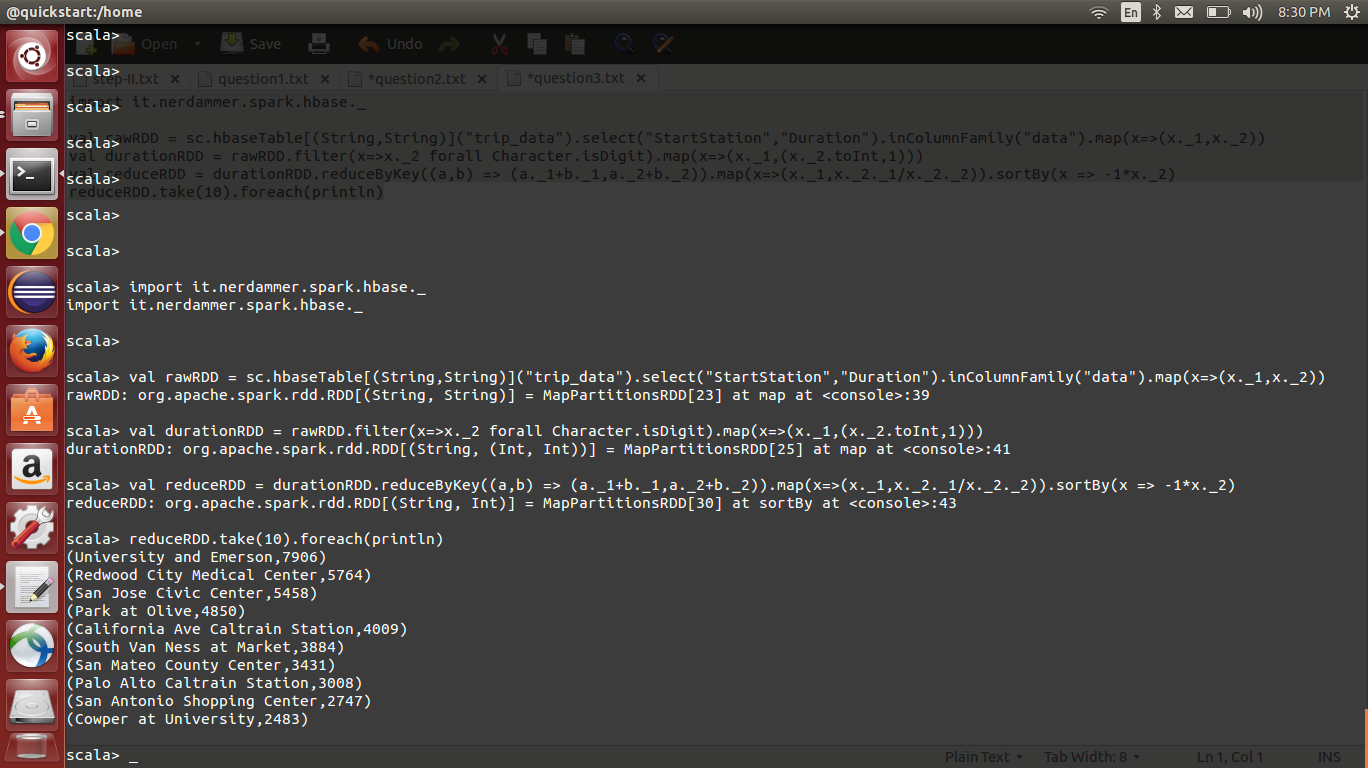 @quickstart:/home
En
8:30 PM
Open
Save
Undo
step-II.txt
question1.txt
*question2.txt
*question3.txt
import it.nerdammer.spark.hbase._
val rawRDD = sc.hbaseTable[(String,String)]("trip_data").select("StartStation","Duration").inColumnFamily("data").map(x=>(x._1,x._2))
val durationRDD = rawRDD.filter(x=>x._2 forall Character.isDigit).map(x=>(x._1,(x._2.toInt,1)))
val reduceRDD = durationRDD.reduceByKey((a,b) => (a._1+b._1,a._2+b._2)).map(x=>(x._1,x._2._1/x._2._2)).sortBy(x => -1*x._2)
reduceRDD.take(10).foreach(println)
scala>
scala>
scala>
scala>
scala>
scala>
scala>
scala> import it.nerdammer.spark.hbase._
import it.nerdammer.spark.hbase._
scala>
scala> val rawRDD = sc.hbaseTable[(String,String)]("trip_data").select("StartStation","Duration").inColumnFamily("data").map(x=>(x._1,x._2))
rawRDD: org.apache.spark.rdd.RDD[(String, String)] = MapPartitionsRDD[23] at map at <console>:39
scala> val durationRDD = rawRDD.filter(x=>x._2 forall Character.isDigit).map(x=>(x._1,(x._2.toInt,1)))
durationRDD: org.apache.spark.rdd.RDD[(String, (Int, Int))] = MapPartitionsRDD[25] at map at <console>:41
scala> val reduceRDD = durationRDD.reduceByKey((a,b) => (a._1+b._1,a._2+b._2)).map(x=>(x._1,x._2._1/x._2._2)).sortBy(x => -1*x._2)
reduceRDD: org.apache.spark.rdd.RDD[(String, Int)] = MapPartitionsRDD[30] at sortBy at <console>:43
scala> reduceRDD.take(10).foreach(println)
(University and Emerson,7906)
(Redwood City Medical Center,5764)
(San Jose Civic Center,5458)
(Park at Olive,4850)
(California Ave Caltrain Station,4009)
(South Van Ness at Market,3884)
(San Mateo County Center,3431)
(Palo Alto Caltrain Station,3008)
(San Antonio Shopping Center,2747)
(Cowper at University,2483)
scala> _
Plain Text
Tab Width: 8
Ln 1, Col 1
INS